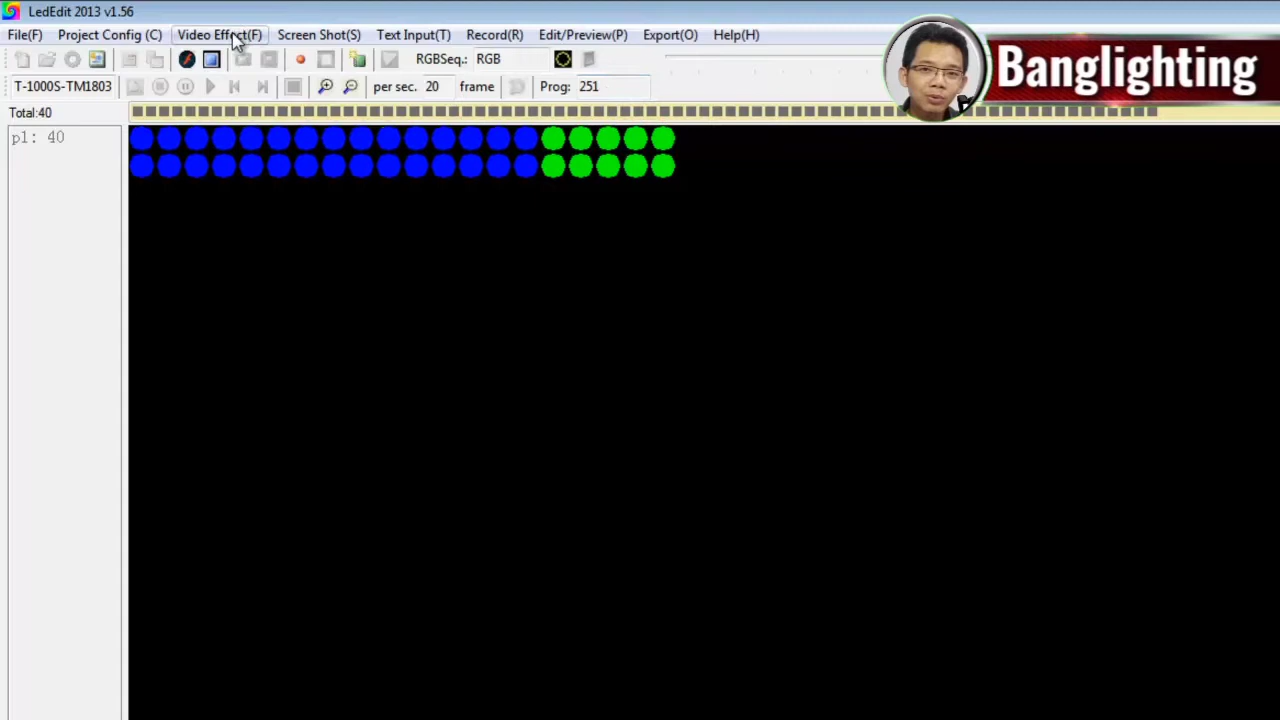 LedEdit 2013 v1.56
File(F) Project Config (C) Video Effect(F) Screen Shot(S) Text Input(T) Record(R) Edit/Preview(P) Export(O) Help(H)
Banglighting
RGBSeq.: RGB
T-1000S-TM1803 per sec. 20 frame Prog: 251
Total:40
p1: 40